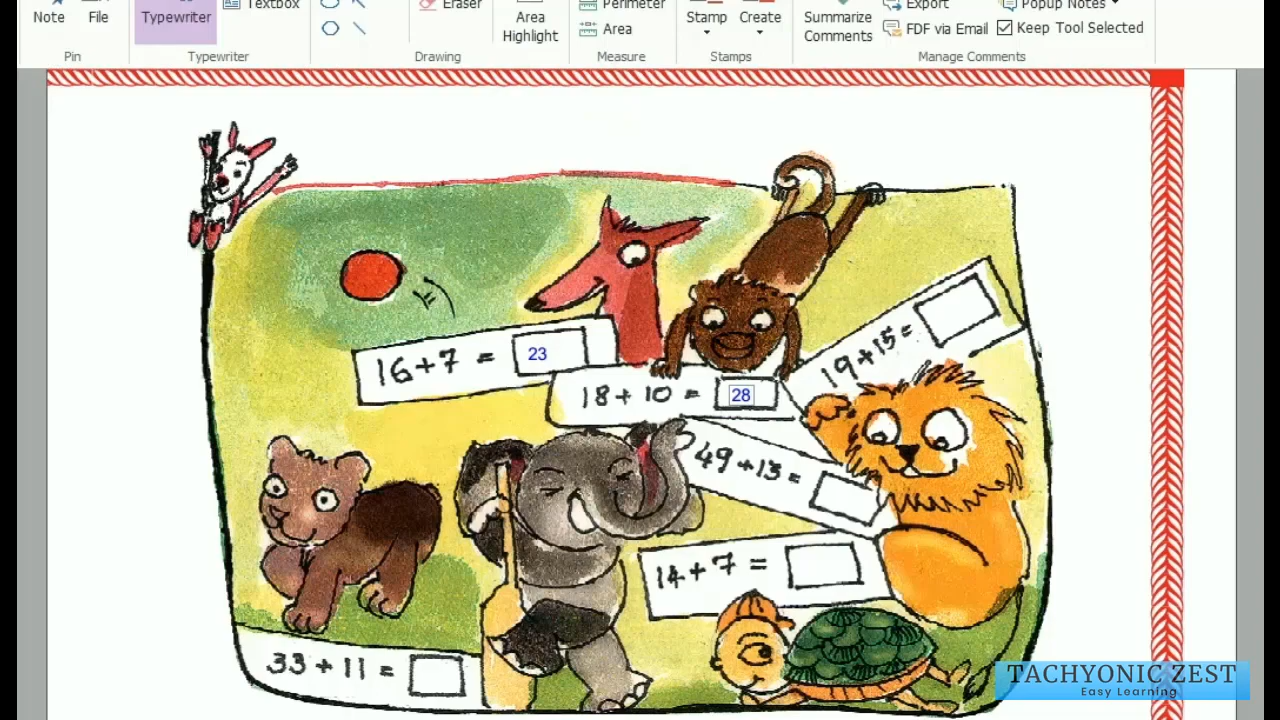 Note
File
Typewriter
Textbox
Eraser
Area
Highlight
Perimeter
Area
Stamp
Create
Summarize
Comments
Export
FDF via Email
Popup Notes
Keep Tool Selected
Pin
Typewriter
Drawing
Measure
Stamps
Manage Comments
16+7 = 23
18+10 = 28
19+15=
49+13=
14+7 =
33+11 =
TACHYONIC ZEST
Easy Learning